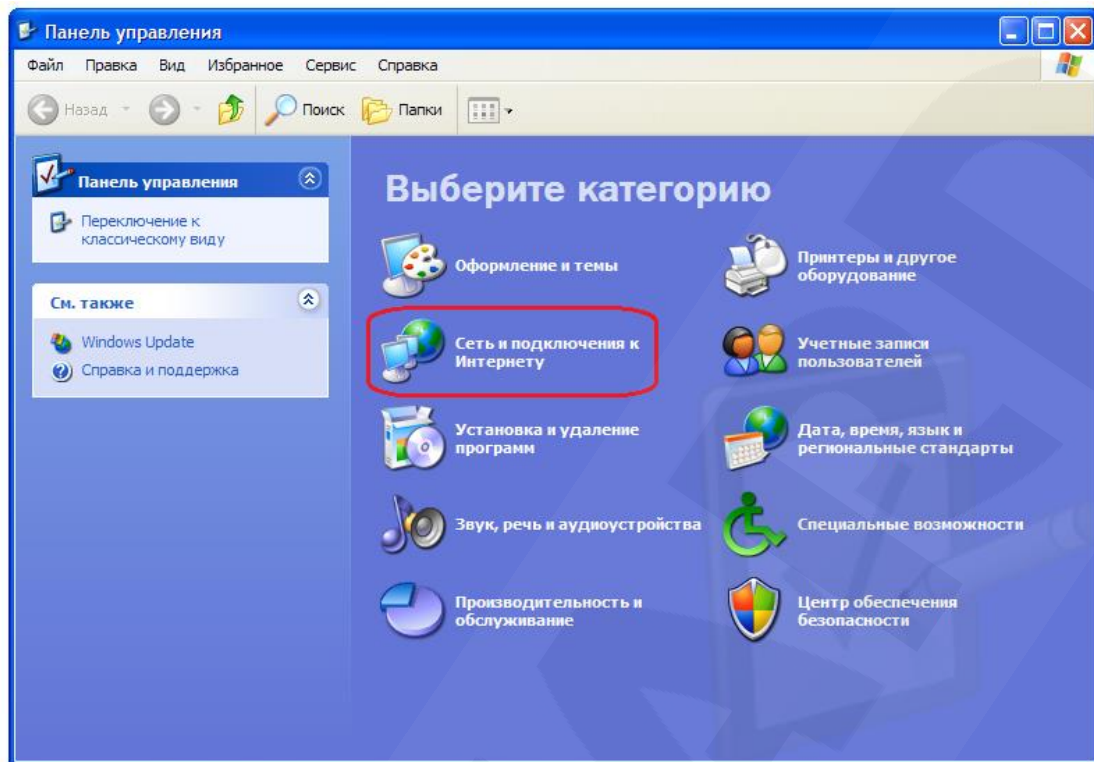 Панель управления
Файл Правка Вид Избранное Сервис Справка
Назад Поиск Папки
Панель управления
Переключение к
классическому виду
См. также
Windows Update
Справка и поддержка
Выберите категорию
Оформление и темы
Принтеры и другое
оборудование
Сеть и подключения к
Интернету
Учетные записи
пользователей
Установка и удаление
программ
Дата, время, язык и
региональные стандарты
Звук, речь и аудиоустройства
Специальные возможности
Производительность и
обслуживание
Центр обеспечения
безопасности